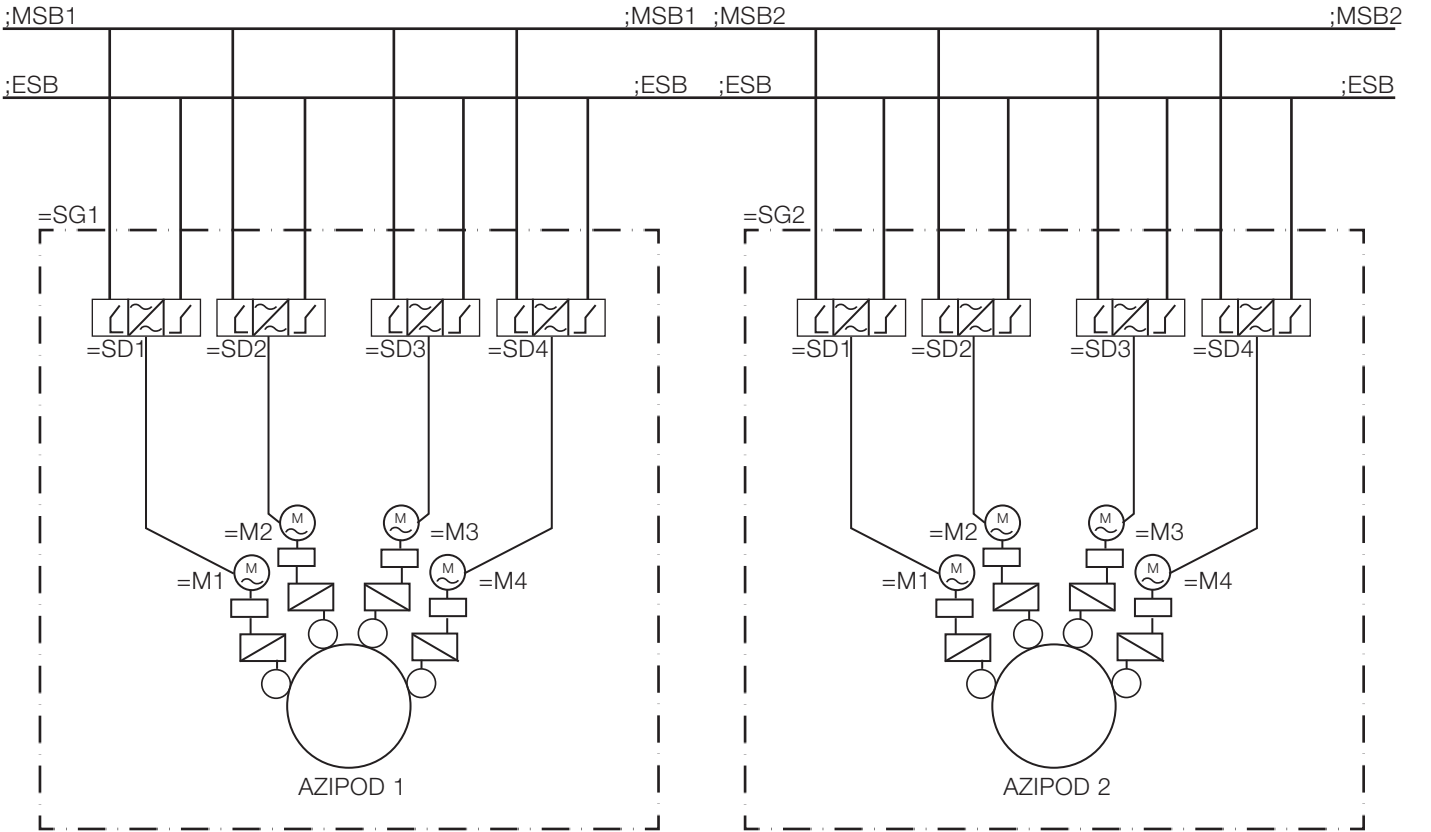 ;MSB1 ;MSB1 ;MSB2 ;MSB2
;ESB ;ESB ;ESB ;ESB
=SG1 =SG2
=SD1 =SD2 =SD3 =SD4 =SD1 =SD2 =SD3 =SD4
M M M M
=M2 =M3 =M2 =M3
M M M M
=M1 =M4 =M1 =M4
AZIPOD 1 AZIPOD 2